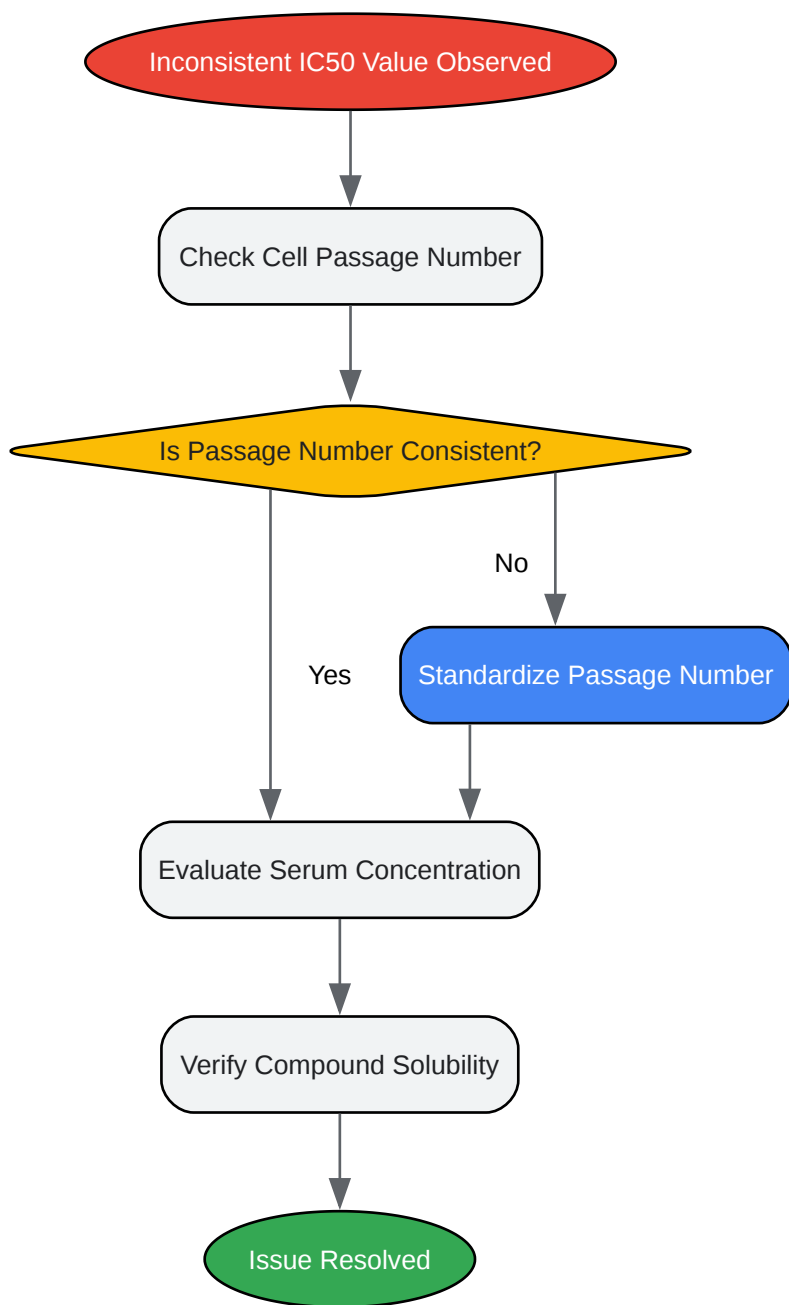 Inconsistent IC50 Value Observed
Check Cell Passage Number
Is Passage Number Consistent?
No
Standardize Passage Number
Yes
Evaluate Serum Concentration
Verify Compound Solubility
Issue Resolved